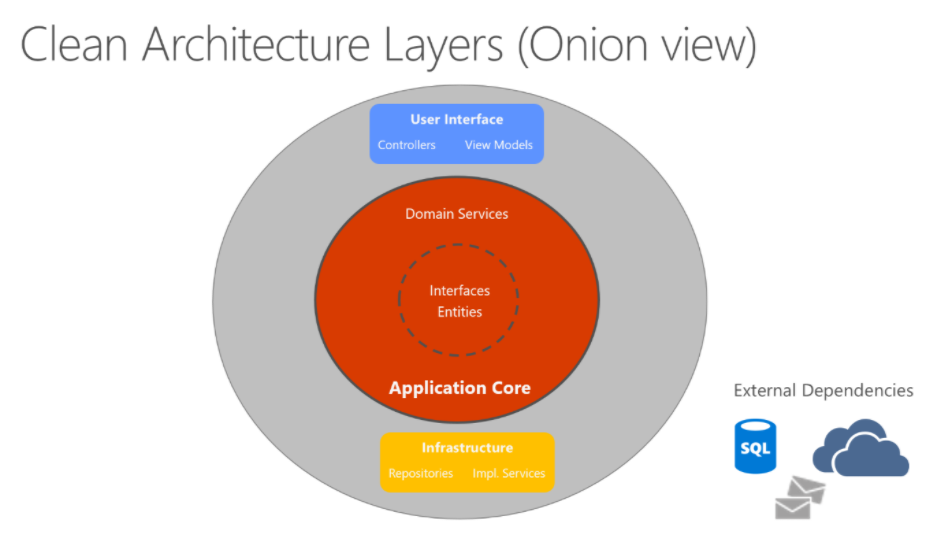 Clean Architecture Layers (Onion view)
User Interface
Controllers View Models
Domain Services
Interfaces
Entities
Application Core
Infrastructure
Repositories Impl. Services
External Dependencies
SQL